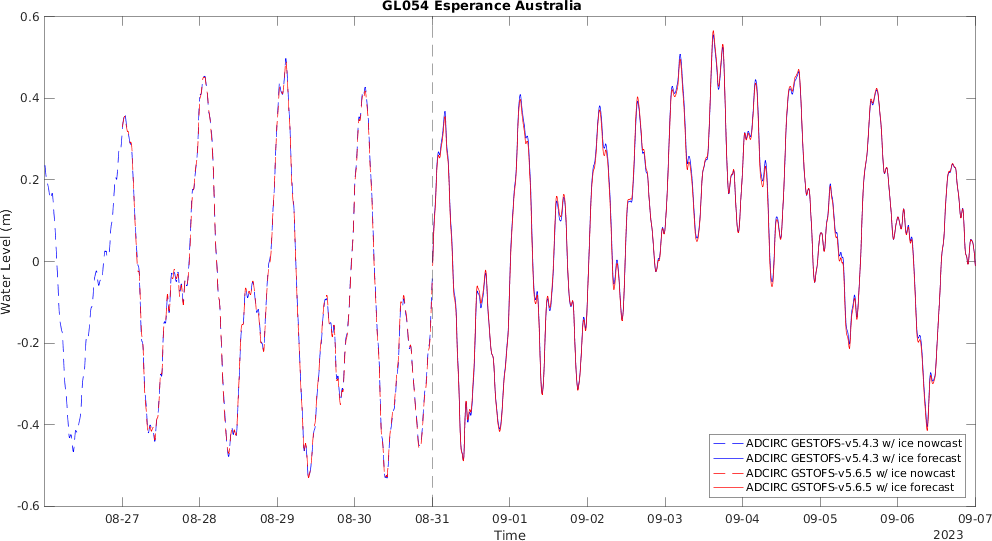 GL054 Esperance Australia
0.6
0.4
0.2
0
-0.2
-0.4
-0.6
Water Level (m)
08-27 08-28 08-29 08-30 08-31 09-01 09-02 09-03 09-04 09-05 09-06 09-07
Time
2023
ADCIRC GESTOFS-v5.4.3 w/ ice nowcast
ADCIRC GESTOFS-v5.4.3 w/ ice forecast
ADCIRC GSTOFS-v5.6.5 w/ ice nowcast
ADCIRC GSTOFS-v5.6.5 w/ ice forecast